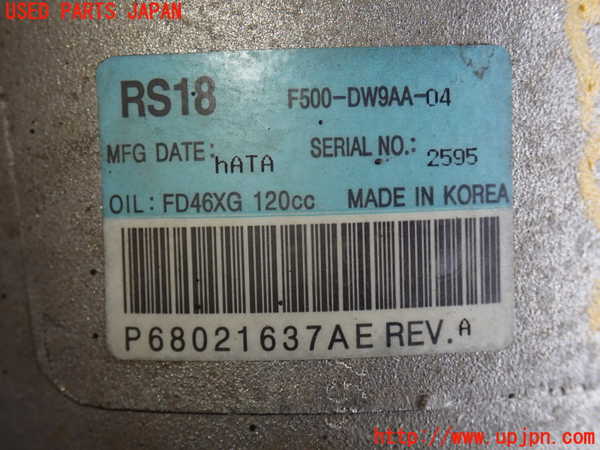 USED PARTS JAPAN
RS18 F500-DW9AA-04
MFG DATE: hATA SERIAL NO.: 2595
OIL: FD46XG 120cc MADE IN KOREA
P68021637AE REV. A
http://www.upjpn.com/